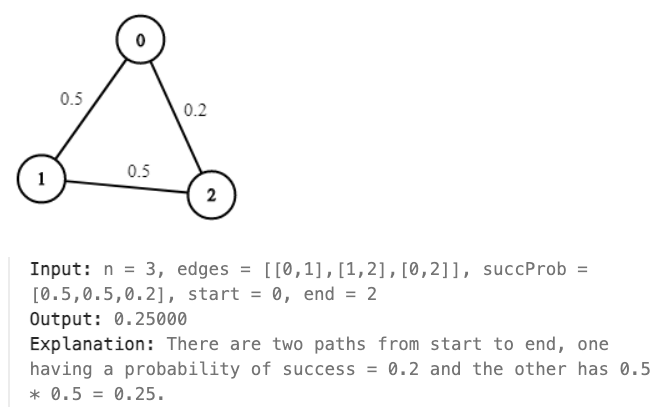 0
0.5
0.2
0.5
1
2
Input: n = 3, edges = [[0,1],[1,2],[0,2]], succProb =
[0.5,0.5,0.2], start = 0, end = 2
Output: 0.25000
Explanation: There are two paths from start to end, one
having a probability of success = 0.2 and the other has 0.5
* 0.5 = 0.25.